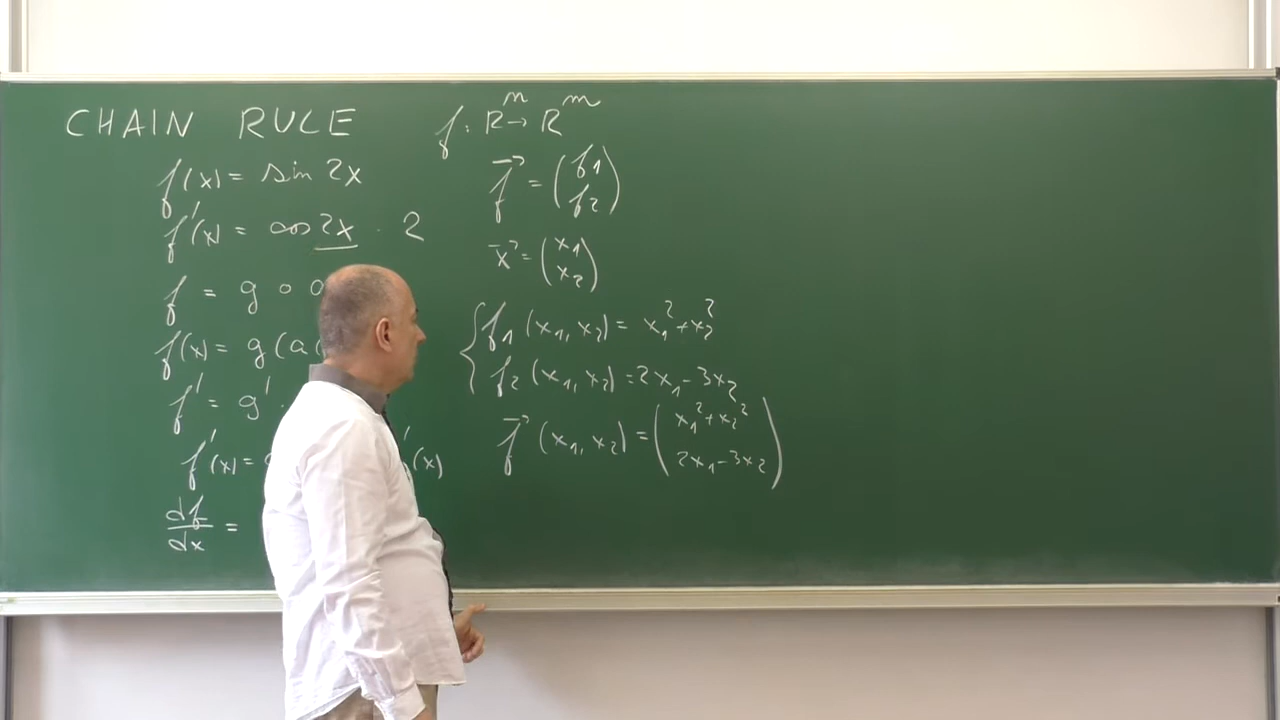 CHAIN RULE
f(x) = sin 2x
f'(x) = cos 2x · 2
f = g ∘
f(x) = g(a(
f' = g' ·
f'(x) = '(x)
df/dx =
f : R^n → R^m
f⃗ = (f1
f2)
x⃗ = (x1
x2)
{ f1 (x1, x2) = x1² + x2²
f2 (x1, x2) = 2x1 - 3x2
f⃗ (x1, x2) = (x1² + x2²
2x1 - 3x2)